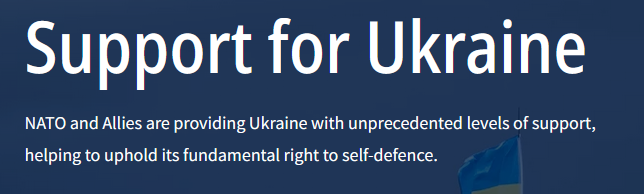 Support for Ukraine
NATO and Allies are providing Ukraine with unprecedented levels of support,
helping to uphold its fundamental right to self-defence.